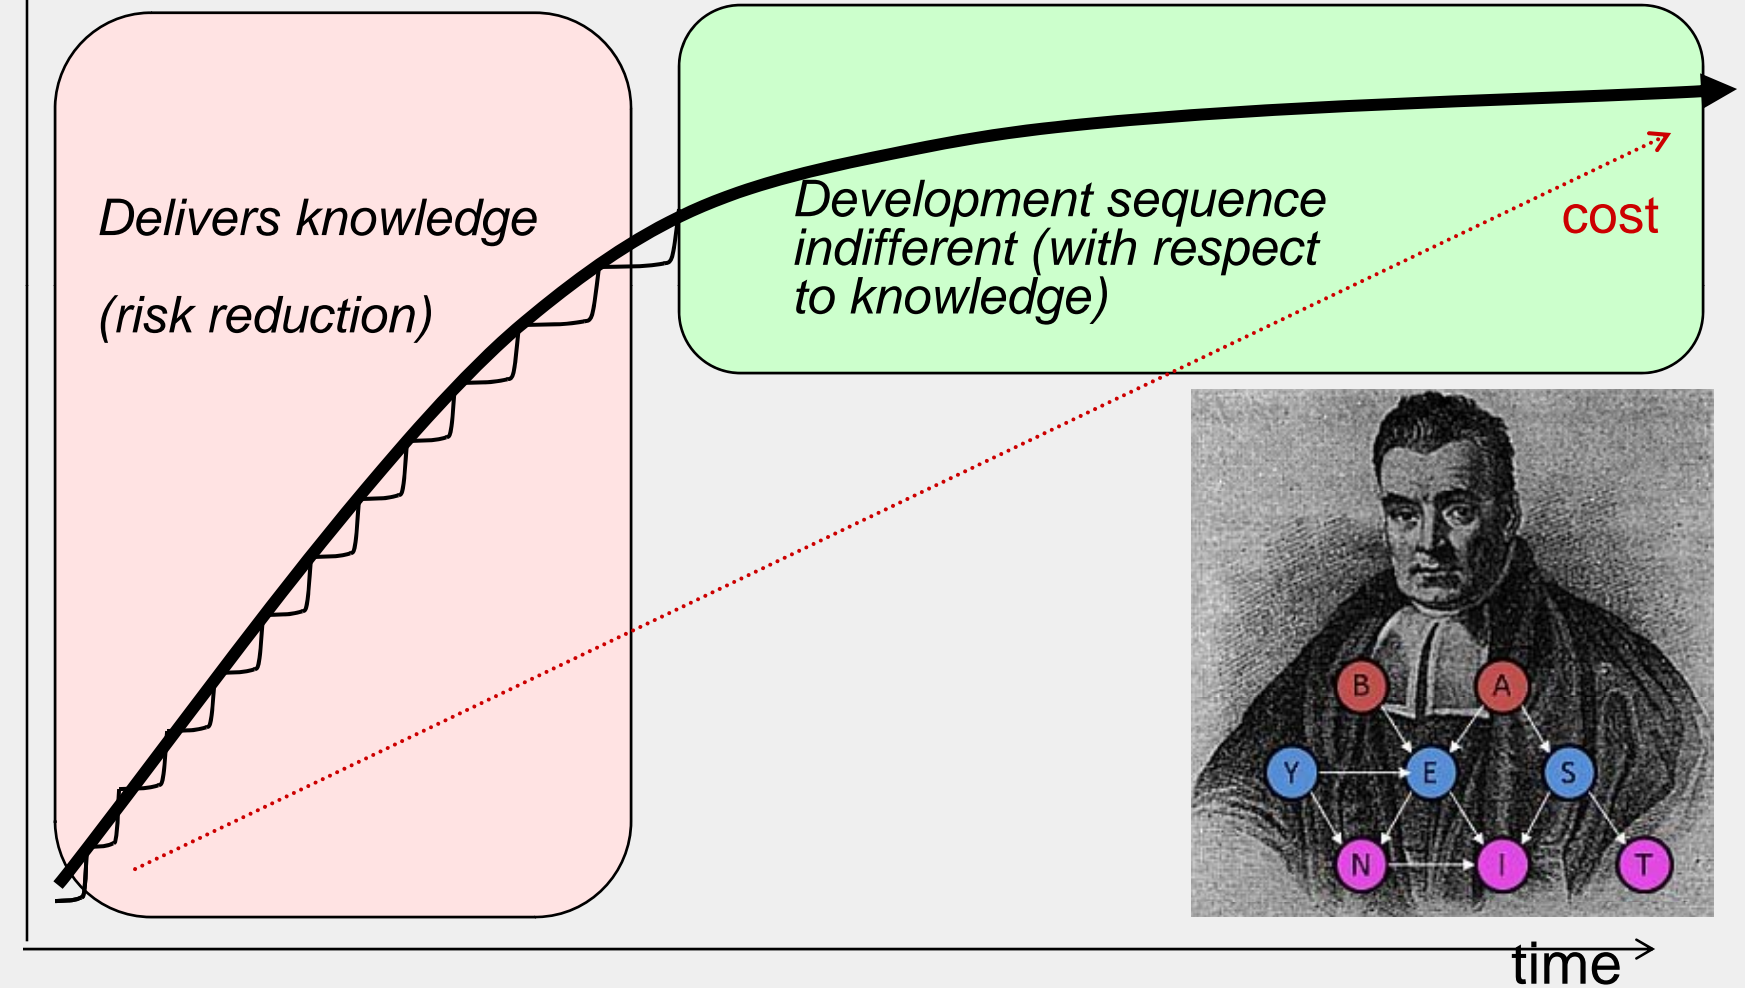 Delivers knowledge
(risk reduction)
Development sequence
indifferent (with respect
to knowledge)
cost
B A
Y E S
N I T
time